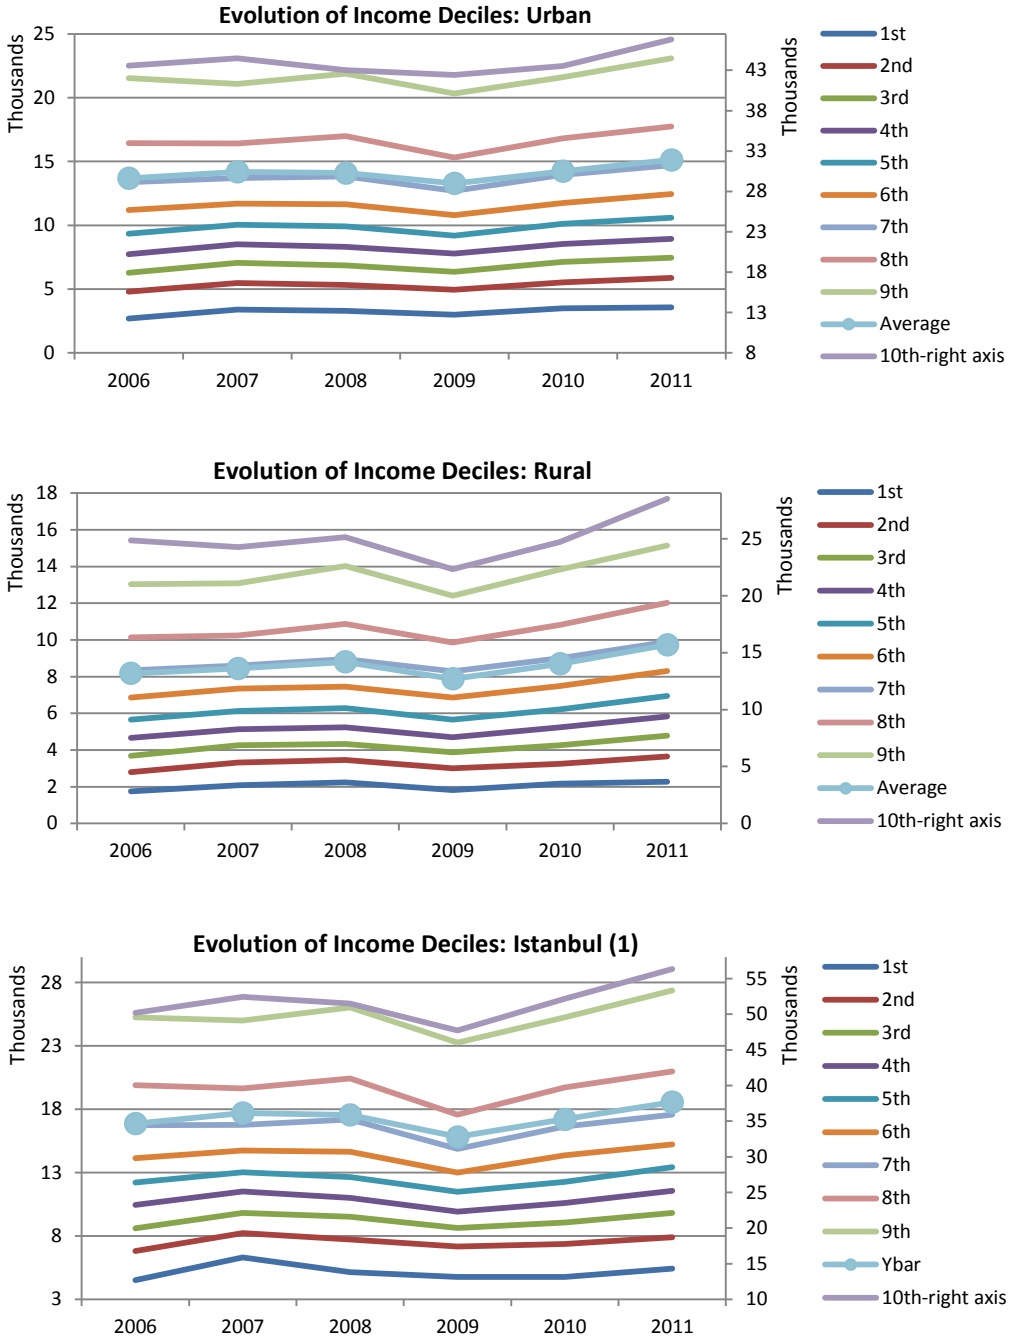 Evolution of Income Deciles: Urban
Thousands
25
20
15
10
5
0
43
38
33
28
23
18
13
8
Thousands
2006 2007 2008 2009 2010 2011
1st
2nd
3rd
4th
5th
6th
7th
8th
9th
Average
10th-right axis
Evolution of Income Deciles: Rural
Thousands
18
16
14
12
10
8
6
4
2
0
25
20
15
10
5
0
Thousands
2006 2007 2008 2009 2010 2011
1st
2nd
3rd
4th
5th
6th
7th
8th
9th
Average
10th-right axis
Evolution of Income Deciles: Istanbul (1)
Thousands
28
23
18
13
8
3
55
50
45
40
35
30
25
20
15
10
Thousands
2006 2007 2008 2009 2010 2011
1st
2nd
3rd
4th
5th
6th
7th
8th
9th
Ybar
10th-right axis